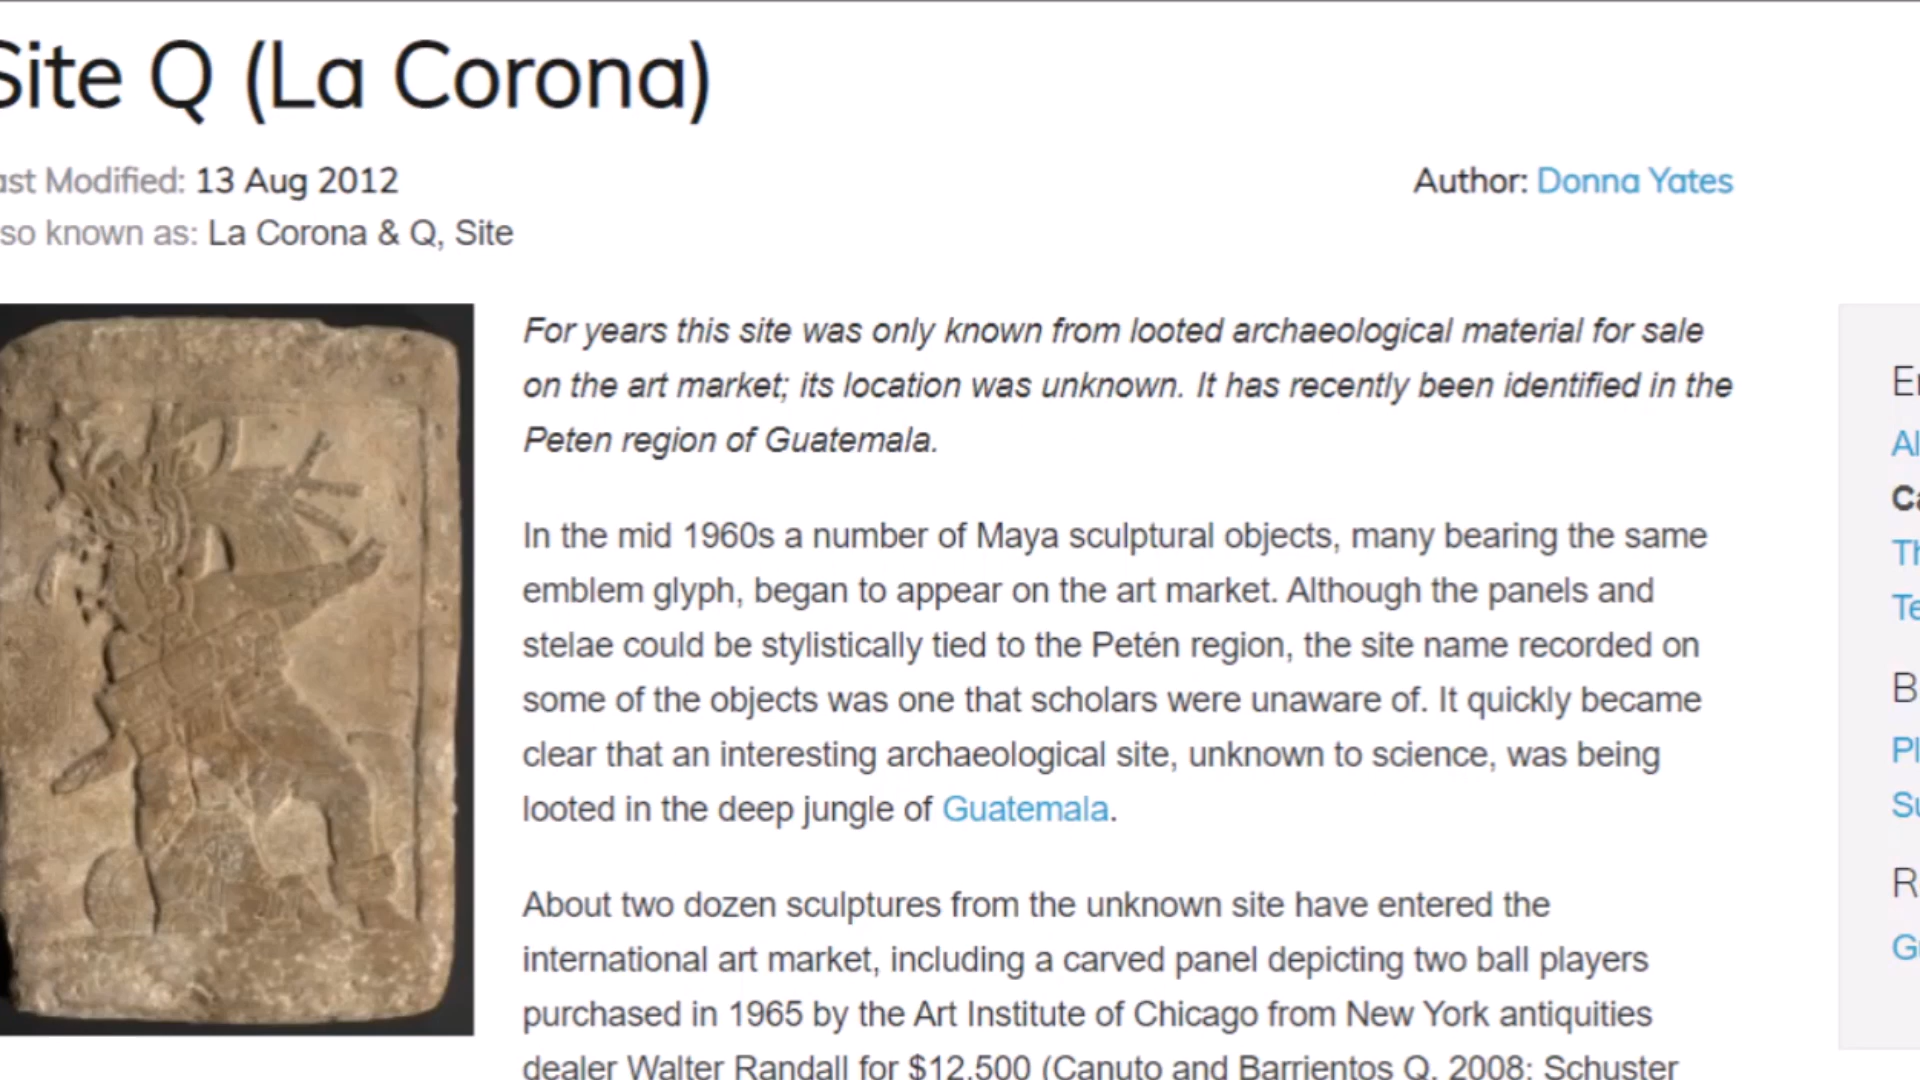 Site Q (La Corona)
ast Modified: 13 Aug 2012
Author: Donna Yates
so known as: La Corona & Q, Site
For years this site was only known from looted archaeological material for sale
on the art market; its location was unknown. It has recently been identified in the
Peten region of Guatemala.
In the mid 1960s a number of Maya sculptural objects, many bearing the same
emblem glyph, began to appear on the art market. Although the panels and
stelae could be stylistically tied to the Petén region, the site name recorded on
some of the objects was one that scholars were unaware of. It quickly became
clear that an interesting archaeological site, unknown to science, was being
looted in the deep jungle of Guatemala.
About two dozen sculptures from the unknown site have entered the
international art market, including a carved panel depicting two ball players
purchased in 1965 by the Art Institute of Chicago from New York antiquities
dealer Walter Randall for $12,500 (Canuto and Barrientos Q. 2008; Schuster